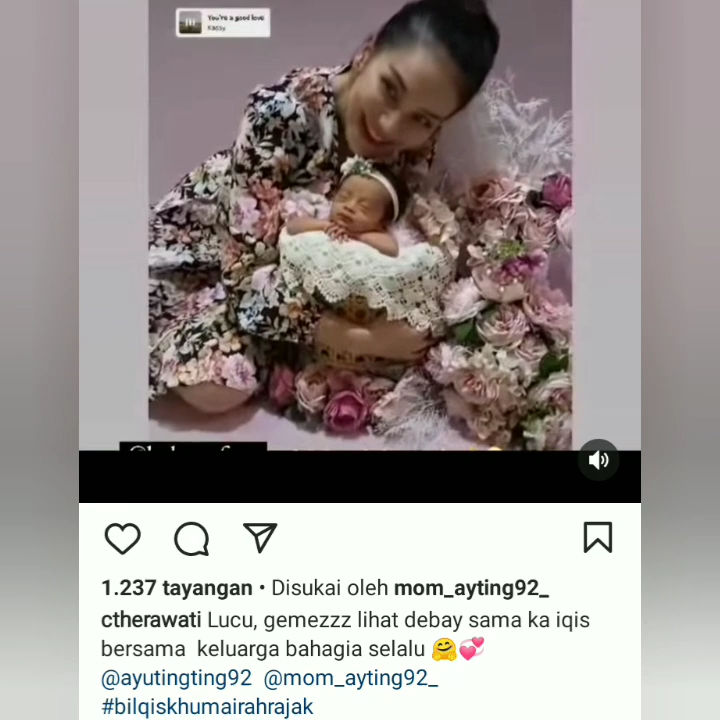 You're a good love
1.237 tayangan • Disukai oleh mom_ayting92_
ctherawati Lucu, gemezzz lihat debay sama ka iqis
bersama keluarga bahagia selalu 🤗💞
@ayutingting92 @mom_ayting92_
#bilqiskhumairahrajak